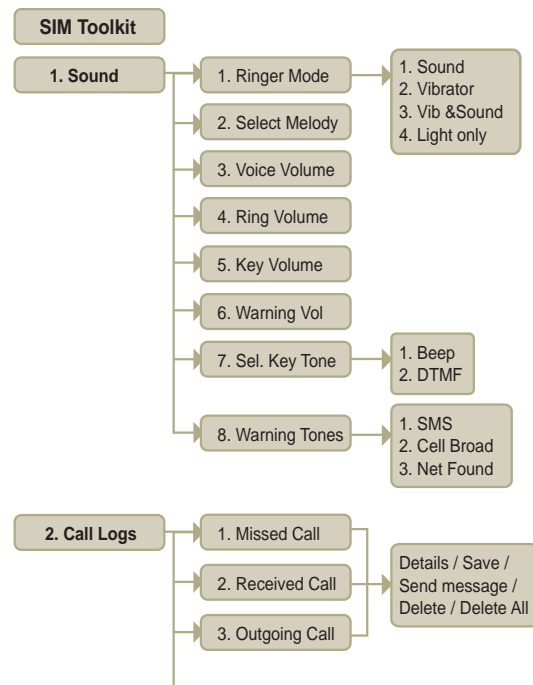 SIM Toolkit
1. Sound
1. Ringer Mode
1. Sound
2. Vibrator
3. Vib &Sound
4. Light only
2. Select Melody
3. Voice Volume
4. Ring Volume
5. Key Volume
6. Warning Vol
7. Sel. Key Tone
1. Beep
2. DTMF
8. Warning Tones
1. SMS
2. Cell Broad
3. Net Found
2. Call Logs
1. Missed Call
2. Received Call
3. Outgoing Call
Details / Save /
Send message /
Delete / Delete All